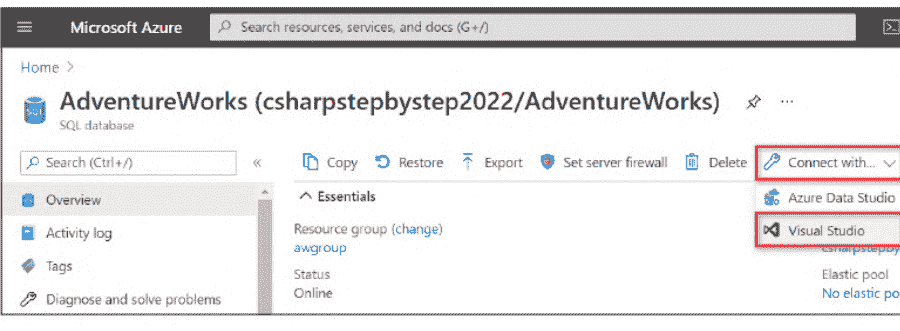 Microsoft Azure
Search resources, services, and docs (G+/)
Home >
AdventureWorks (csharpstepbystep2022/AdventureWorks)
SQL database
Search (Ctrl+/)
«
Copy
Restore
Export
Set server firewall
Delete
Connect with...
Overview
Activity log
Tags
Diagnose and solve problems
Essentials
Resource group (change)
awgroup
Status
Online
Azure Data Studio
Visual Studio
csharpstepby
Elastic pool
No elastic po